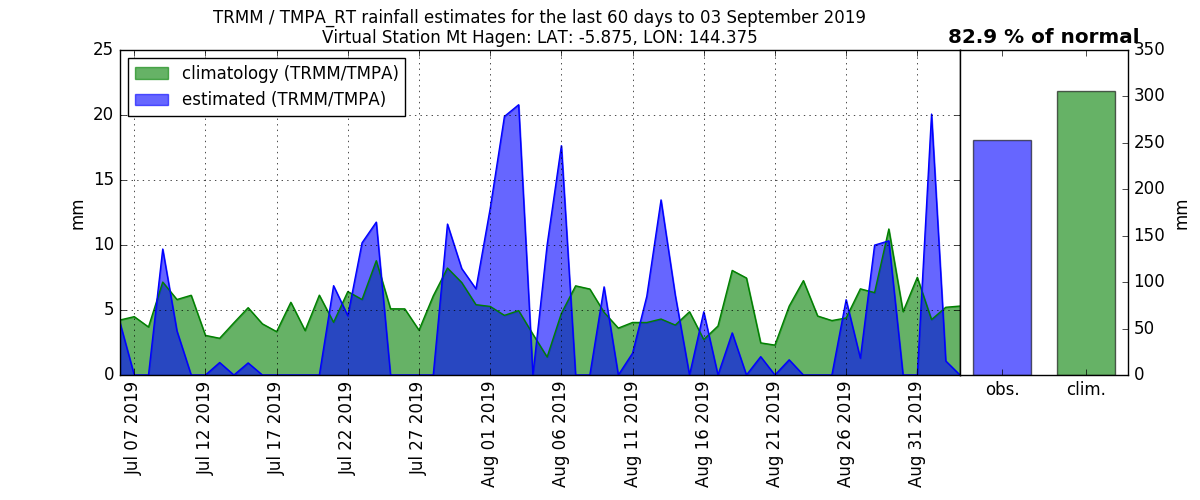 TRMM / TMPA_RT rainfall estimates for the last 60 days to 03 September 2019
Virtual Station Mt Hagen: LAT: -5.875, LON: 144.375
82.9 % of normal
climatology (TRMM/TMPA)
estimated (TRMM/TMPA)
25
20
15
10
5
0
mm
Jul 07 2019
Jul 12 2019
Jul 17 2019
Jul 22 2019
Jul 27 2019
Aug 01 2019
Aug 06 2019
Aug 11 2019
Aug 16 2019
Aug 21 2019
Aug 26 2019
Aug 31 2019
obs.
clim.
350
300
250
200
150
100
50
0
mm